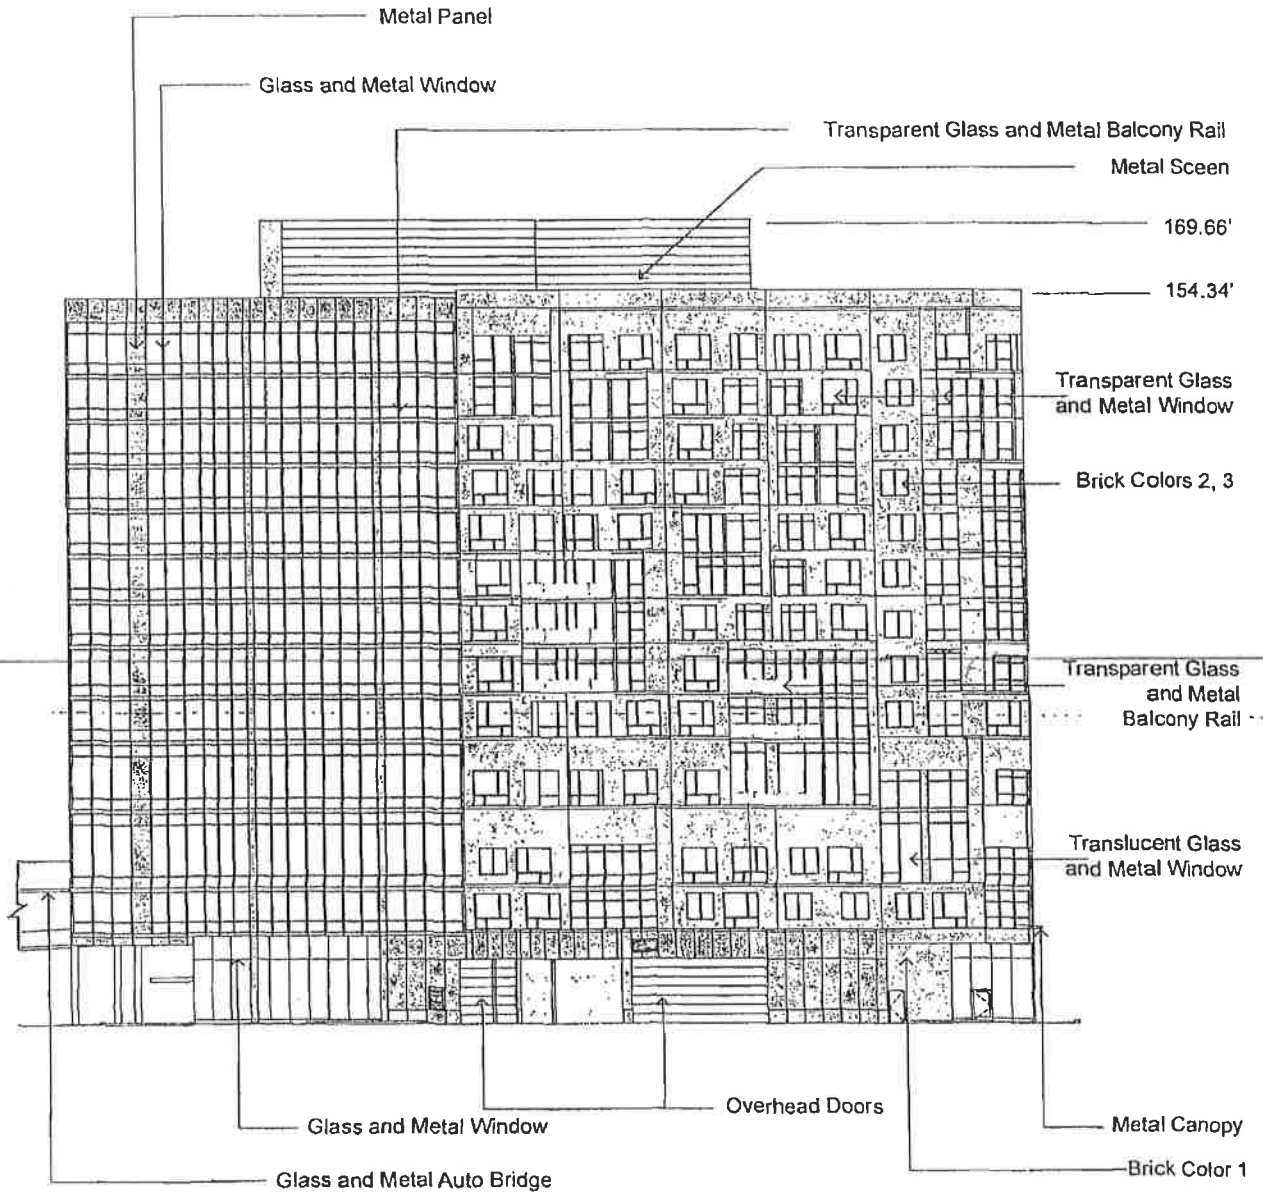 Metal Panel
Glass and Metal Window
Transparent Glass and Metal Balcony Rail
Metal Sceen
169.66'
154.34'
Transparent Glass
and Metal Window
Brick Colors 2, 3
Transparent Glass
and Metal
Balcony Rail
Translucent Glass
and Metal Window
Overhead Doors
Glass and Metal Window
Metal Canopy
Brick Color 1
Glass and Metal Auto Bridge